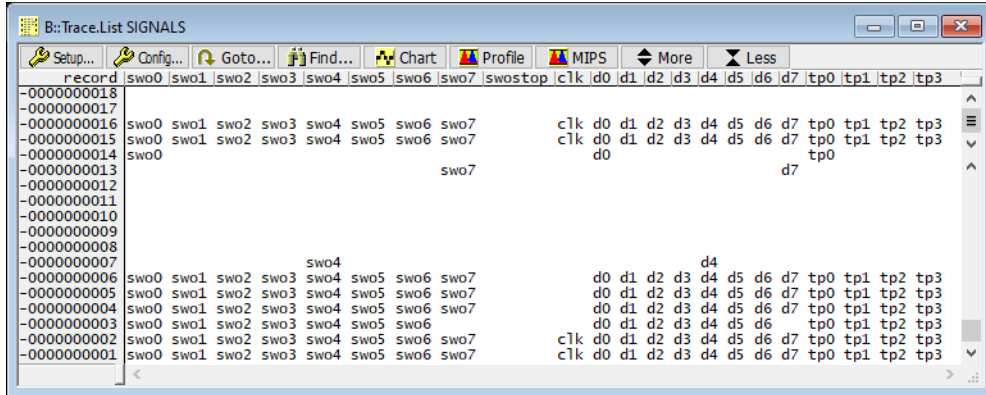 B::Trace.List SIGNALS
Setup... Config... Goto... Find... Chart Profile MIPS More Less
record swo0 swo1 swo2 swo3 swo4 swo5 swo6 swo7 swostop clk d0 d1 d2 d3 d4 d5 d6 d7 tp0 tp1 tp2 tp3
-0000000018
-0000000017
-0000000016 swo0 swo1 swo2 swo3 swo4 swo5 swo6 swo7 clk d0 d1 d2 d3 d4 d5 d6 d7 tp0 tp1 tp2 tp3
-0000000015 swo0 swo1 swo2 swo3 swo4 swo5 swo6 swo7 clk d0 d1 d2 d3 d4 d5 d6 d7 tp0 tp1 tp2 tp3
-0000000014 swo0 d0 tp0
-0000000013 swo7 d7
-0000000012
-0000000011
-0000000010
-0000000009
-0000000008
-0000000007 swo4 d4
-0000000006 swo0 swo1 swo2 swo3 swo4 swo5 swo6 swo7 d0 d1 d2 d3 d4 d5 d6 d7 tp0 tp1 tp2 tp3
-0000000005 swo0 swo1 swo2 swo3 swo4 swo5 swo6 swo7 d0 d1 d2 d3 d4 d5 d6 d7 tp0 tp1 tp2 tp3
-0000000004 swo0 swo1 swo2 swo3 swo4 swo5 swo6 swo7 d0 d1 d2 d3 d4 d5 d6 d7 tp0 tp1 tp2 tp3
-0000000003 swo0 swo1 swo2 swo3 swo4 swo5 swo6 d0 d1 d2 d3 d4 d5 d6 tp0 tp1 tp2 tp3
-0000000002 swo0 swo1 swo2 swo3 swo4 swo5 swo6 swo7 clk d0 d1 d2 d3 d4 d5 d6 d7 tp0 tp1 tp2 tp3
-0000000001 swo0 swo1 swo2 swo3 swo4 swo5 swo6 swo7 clk d0 d1 d2 d3 d4 d5 d6 d7 tp0 tp1 tp2 tp3